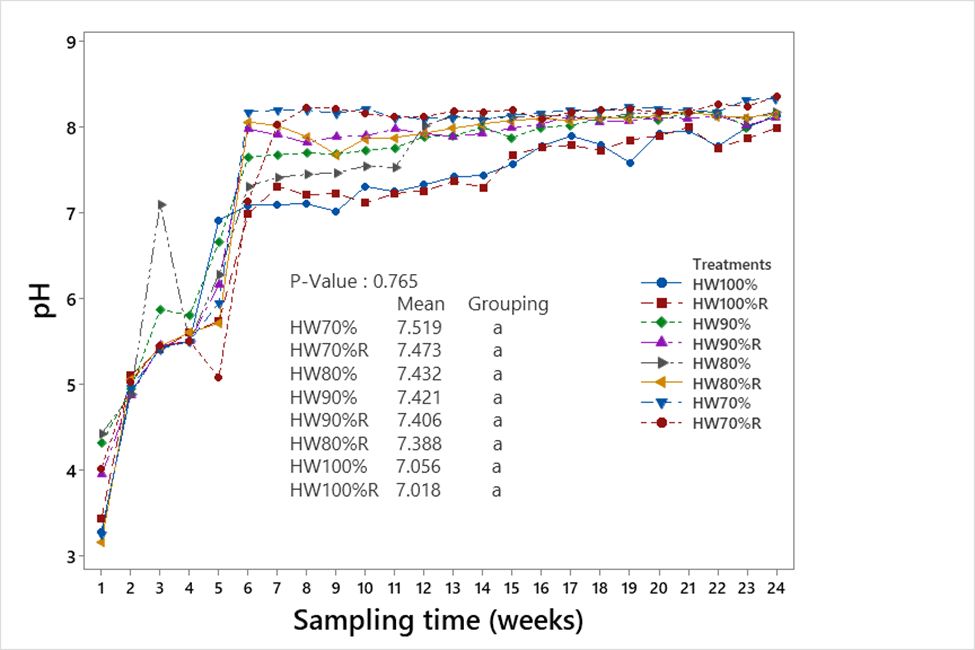 9
8
7
6
5
4
3
pH
P-Value : 0.765
Mean Grouping
HW70% 7.519 a
HW70%R 7.473 a
HW80% 7.432 a
HW90% 7.421 a
HW90%R 7.406 a
HW80%R 7.388 a
HW100% 7.056 a
HW100%R 7.018 a
Treatments
HW100%
HW100%R
HW90%
HW90%R
HW80%
HW80%R
HW70%
HW70%R
1 2 3 4 5 6 7 8 9 10 11 12 13 14 15 16 17 18 19 20 21 22 23 24
Sampling time (weeks)